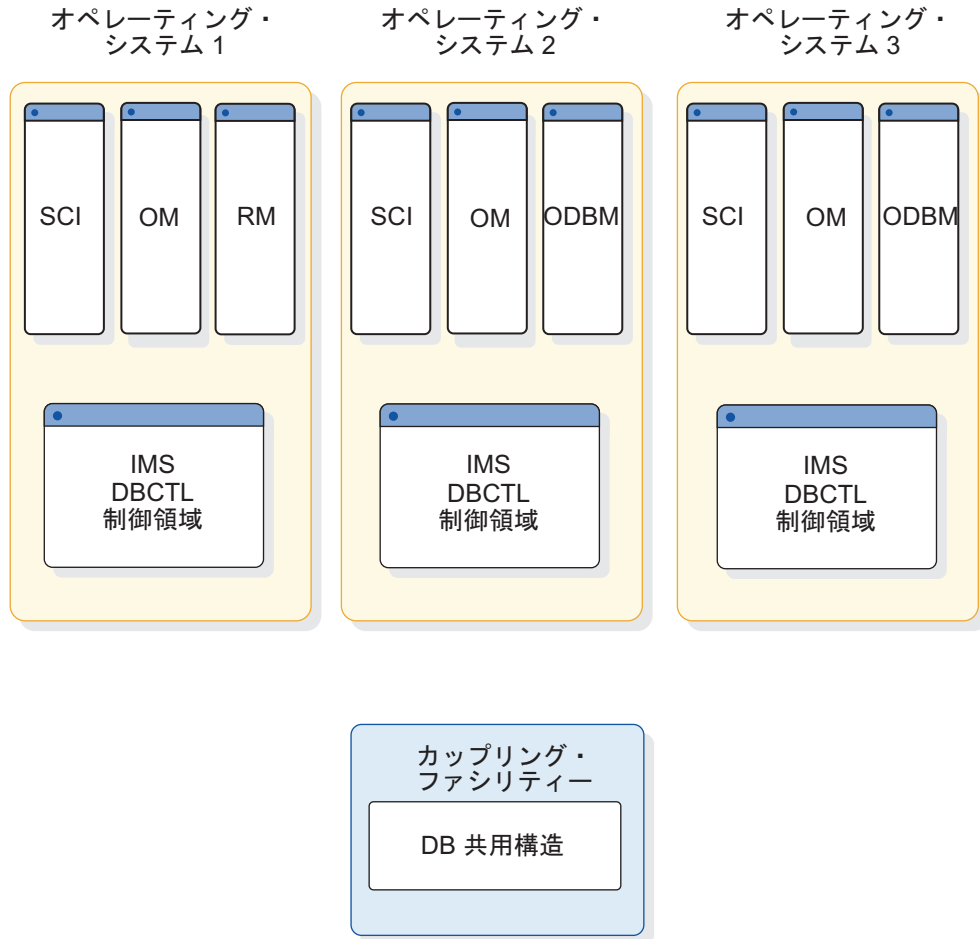 オペレーティング・
システム 1
オペレーティング・
システム 2
オペレーティング・
システム 3
SCI
OM
RM
SCI
OM
ODBM
SCI
OM
ODBM
IMS
DBCTL
制御領域
IMS
DBCTL
制御領域
IMS
DBCTL
制御領域
カップリング・
ファシリティー
DB 共用構造